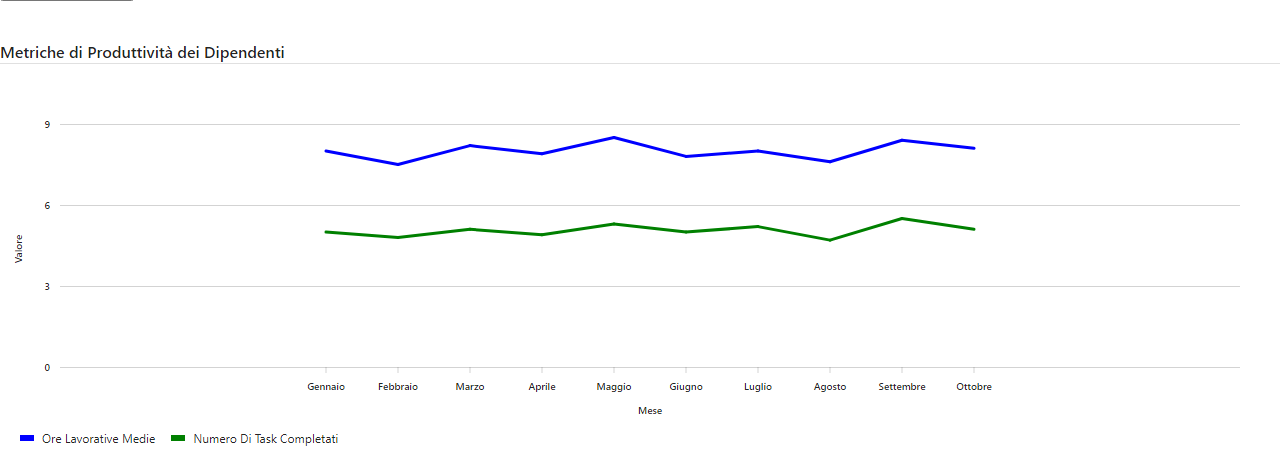 Metriche di Produttività dei Dipendenti
9
6
3
0
Valore
Gennaio Febbraio Marzo Aprile Maggio Giugno Luglio Agosto Settembre Ottobre
Mese
Ore Lavorative Medie Numero Di Task Completati